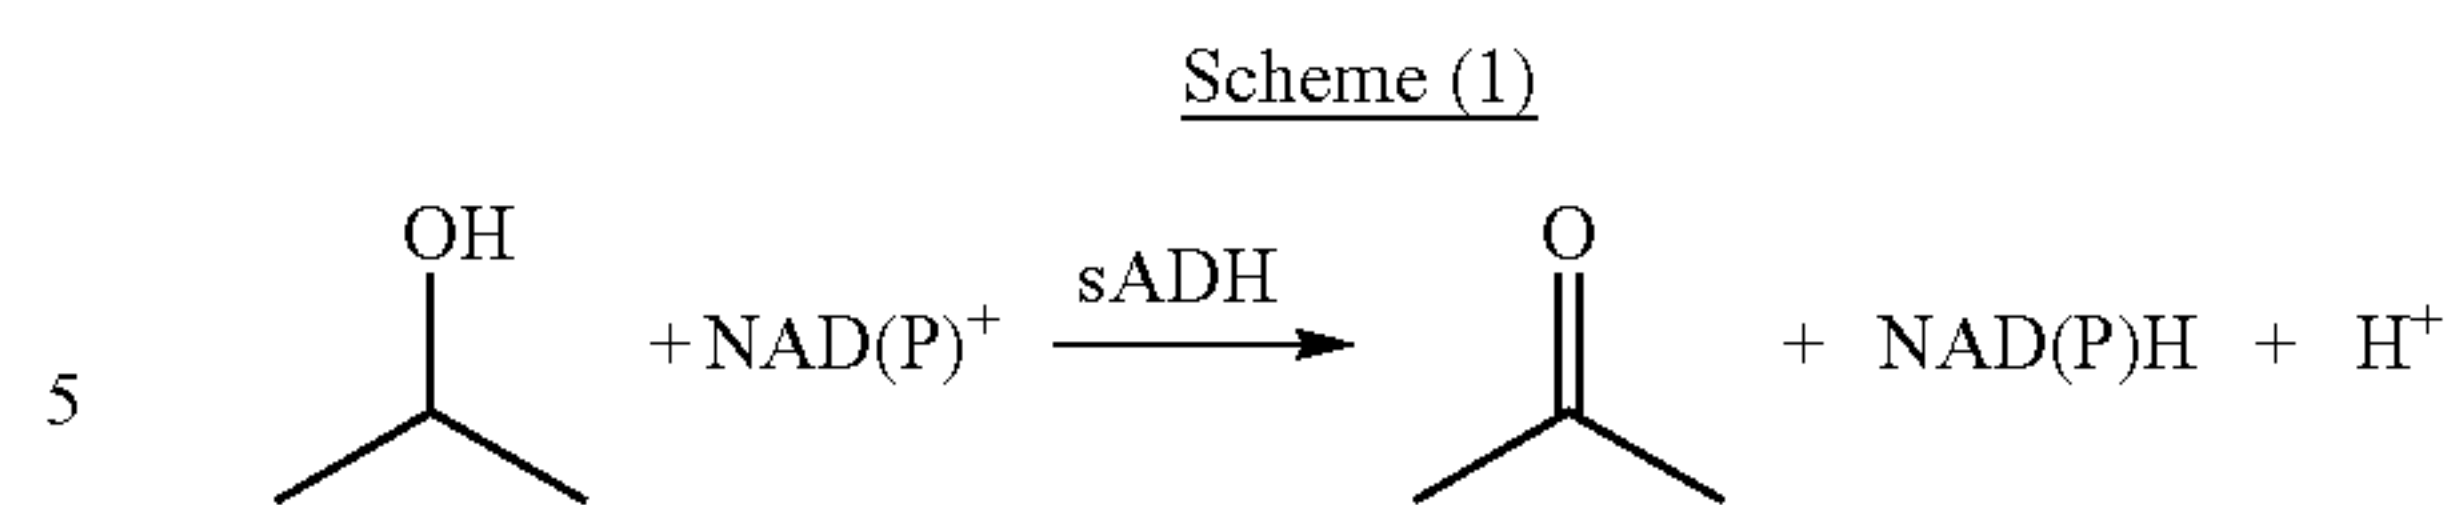 Scheme (1)
OH O
sADH
+ NAD(P)⁺ + NAD(P)H + H⁺
5